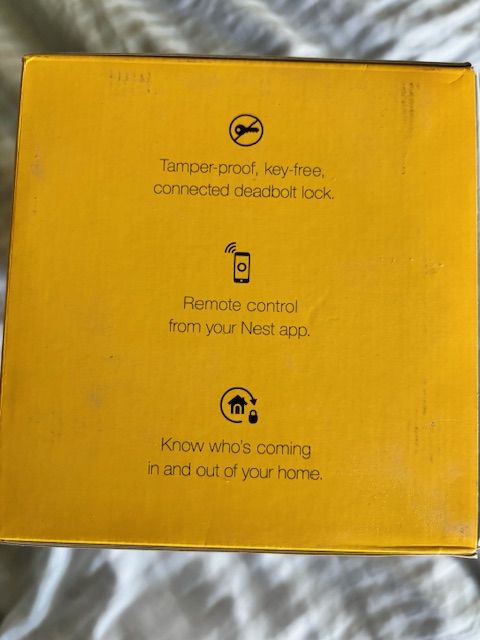 Tamper-proof, key-free,
connected deadbolt lock.
Remote control
from your Nest app.
Know who's coming
in and out of your home.